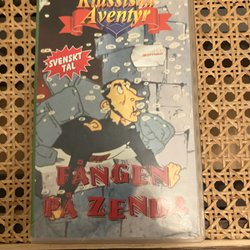 Klassiska
Äventyr
SVENSKT
TAL
FÅNGEN
PÅ ZENDA